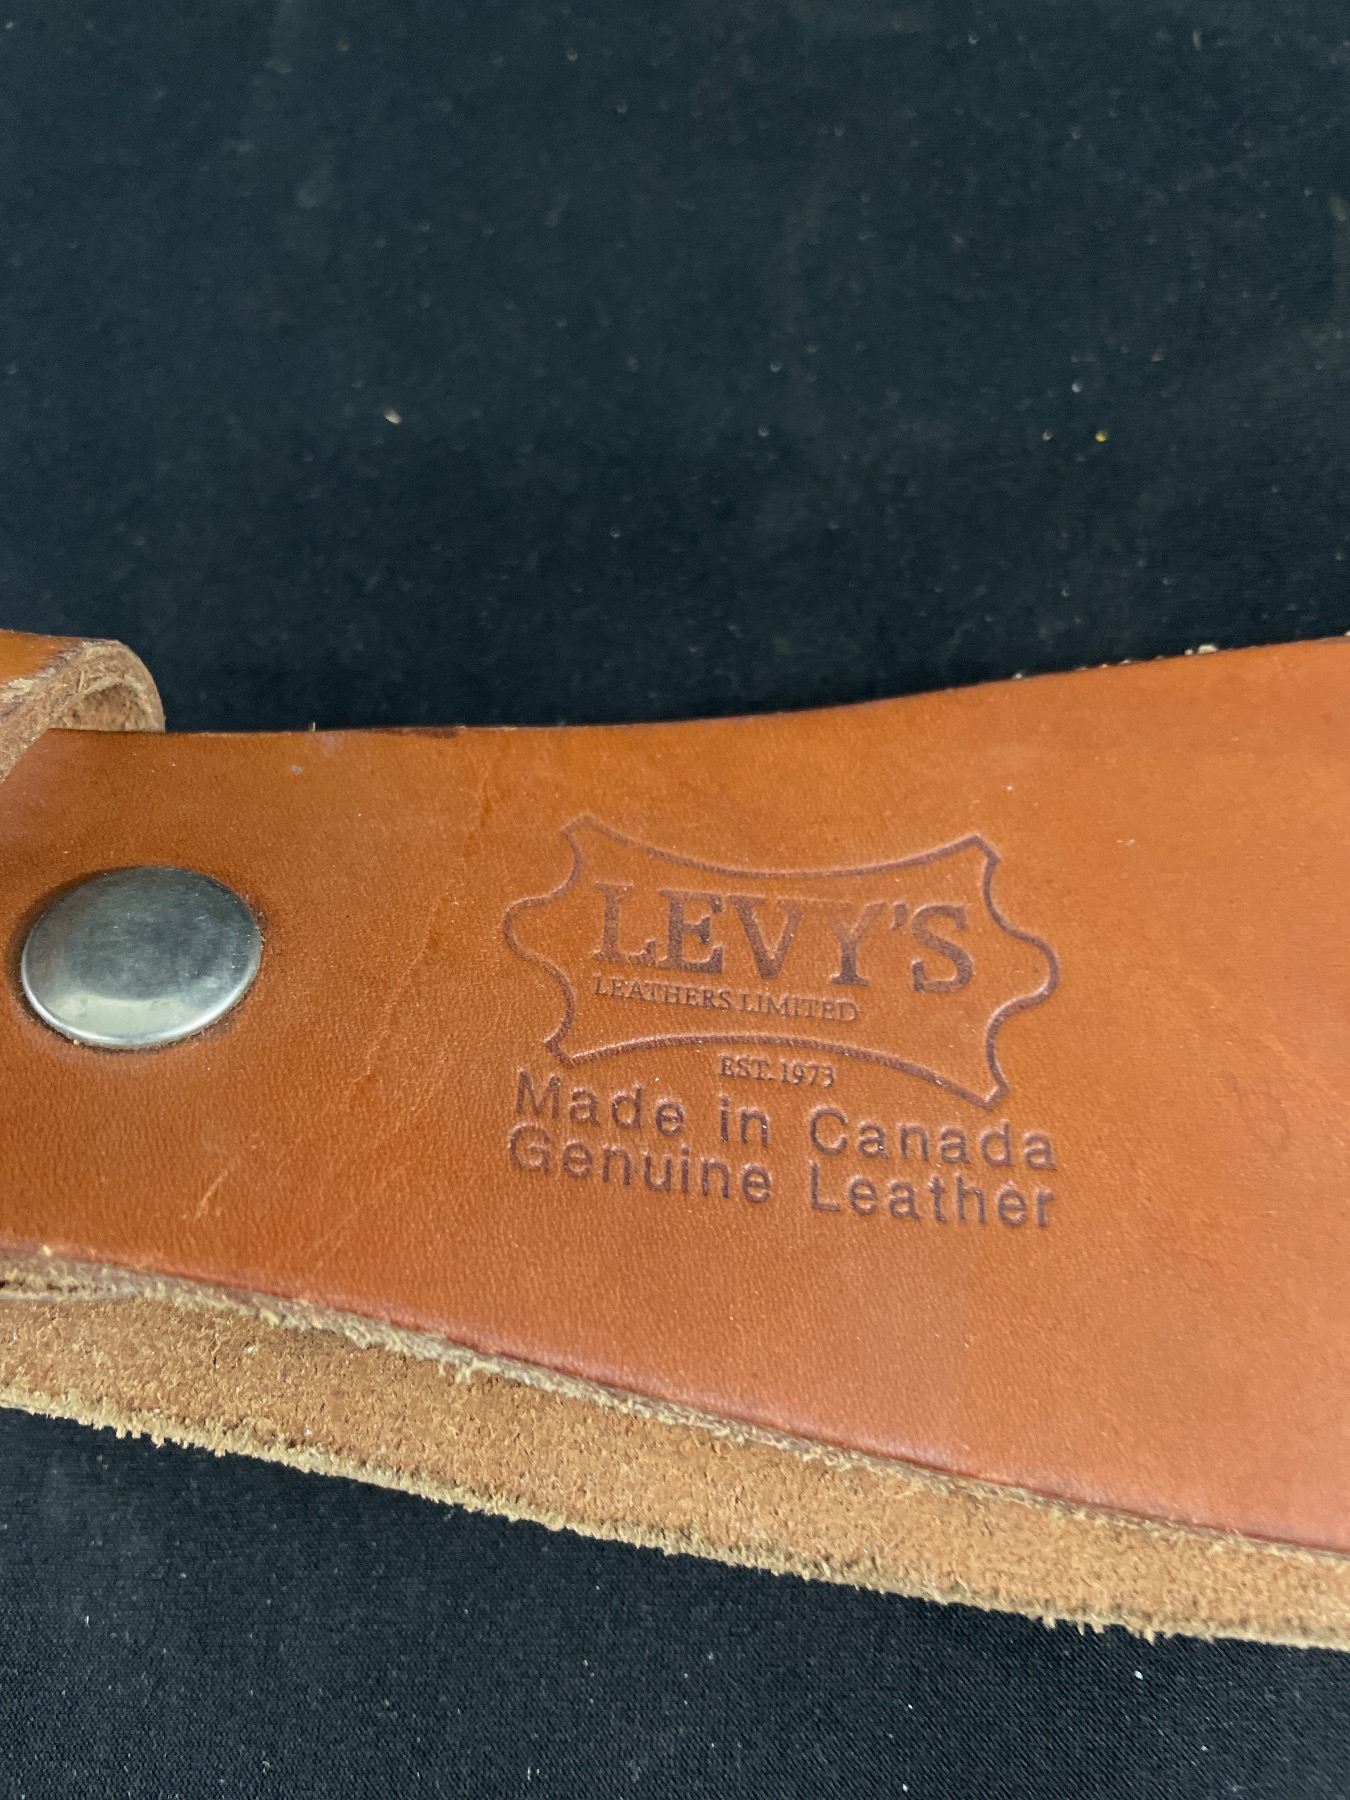 LEVY'S
LEATHERS LIMITED
EST. 1973
Made in Canada
Genuine Leather